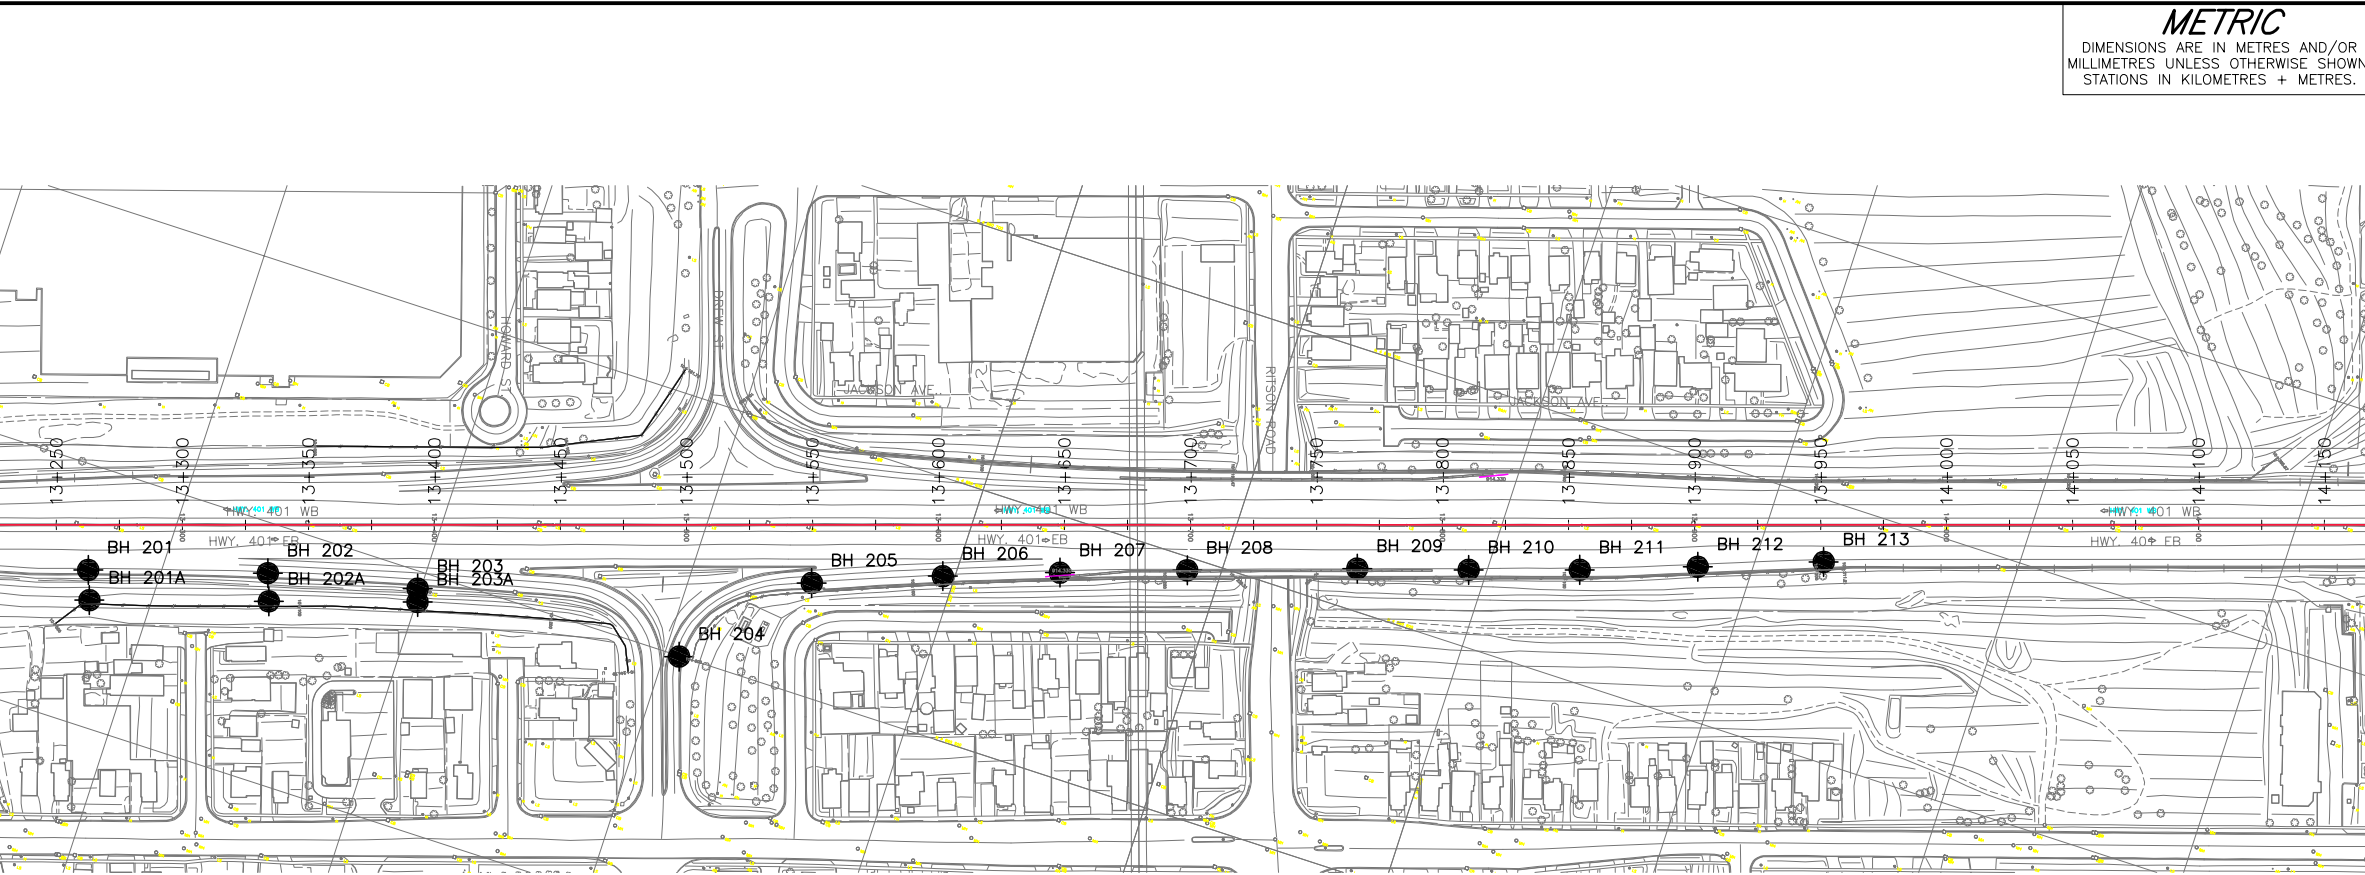 METRIC
DIMENSIONS ARE IN METRES AND/OR
MILLIMETRES UNLESS OTHERWISE SHOWN
STATIONS IN KILOMETRES + METRES.
HOWARD ST
DREW ST
JACKSON AVE.
RITSON ROAD
JACKSON AVE.
13+250
13+300
13+350
13+400
13+450
13+500
13+550
13+600
13+650
13+700
13+750
13+800
13+850
13+900
13+950
14+000
14+050
14+100
14+150
HWY. 401 WB
HWY. 401 WB
HWY. 401 WB
HWY. 401 EB
HWY. 401 EB
HWY. 40 EB
BH 201
BH 201A
BH 202
BH 202A
BH 203
BH 203A
BH 204
BH 205
BH 206
BH 207
BH 208
BH 209
BH 210
BH 211
BH 212
BH 213